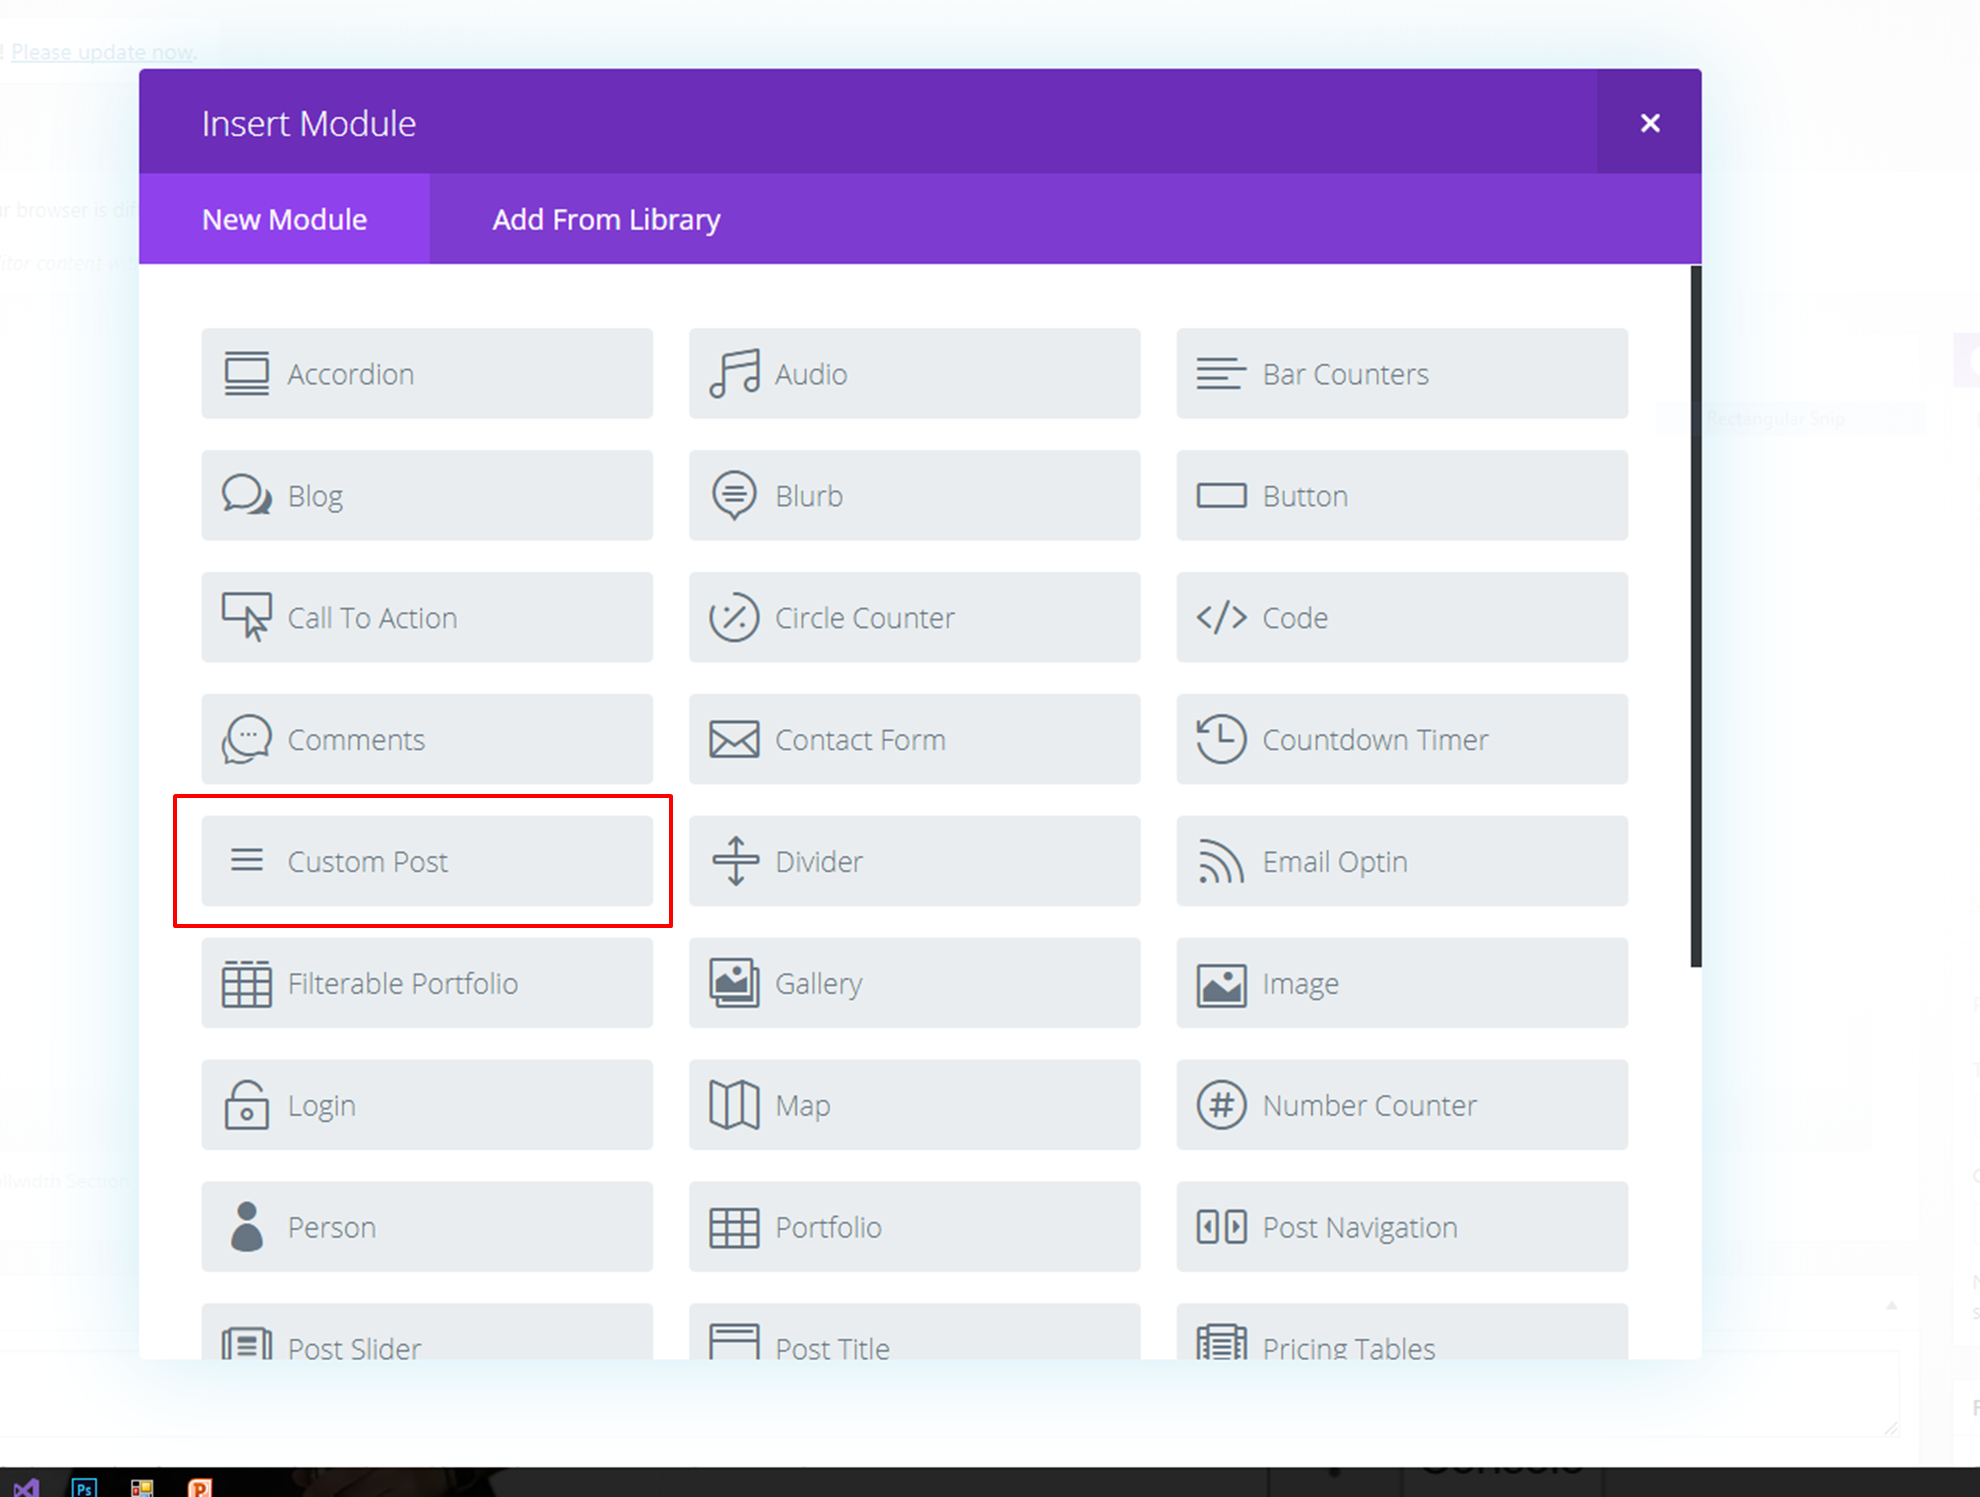 ! Please update now.
Insert Module
New Module
Add From Library
Accordion
Audio
Bar Counters
Rectangular Snip
Blog
Blurb
Button
Call To Action
Circle Counter
Code
Comments
Contact Form
Countdown Timer
Custom Post
Divider
Email Optin
Filterable Portfolio
Gallery
Image
Login
Map
# Number Counter
Person
Portfolio
Post Navigation
Post Slider
Post Title
Pricing Tables
Ps